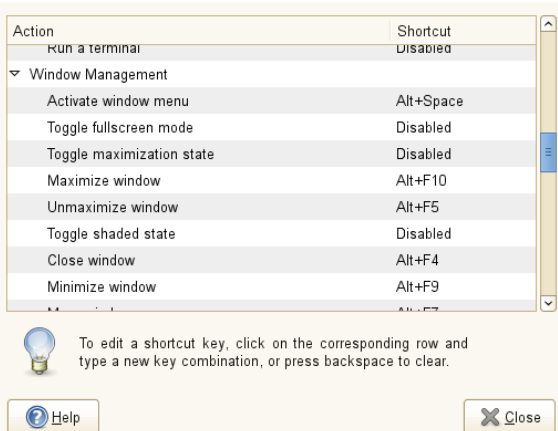 Action Shortcut
Run a terminal Disabled
Window Management
Activate window menu Alt+Space
Toggle fullscreen mode Disabled
Toggle maximization state Disabled
Maximize window Alt+F10
Unmaximize window Alt+F5
Toggle shaded state Disabled
Close window Alt+F4
Minimize window Alt+F9
To edit a shortcut key, click on the corresponding row and
type a new key combination, or press backspace to clear.
Help Close